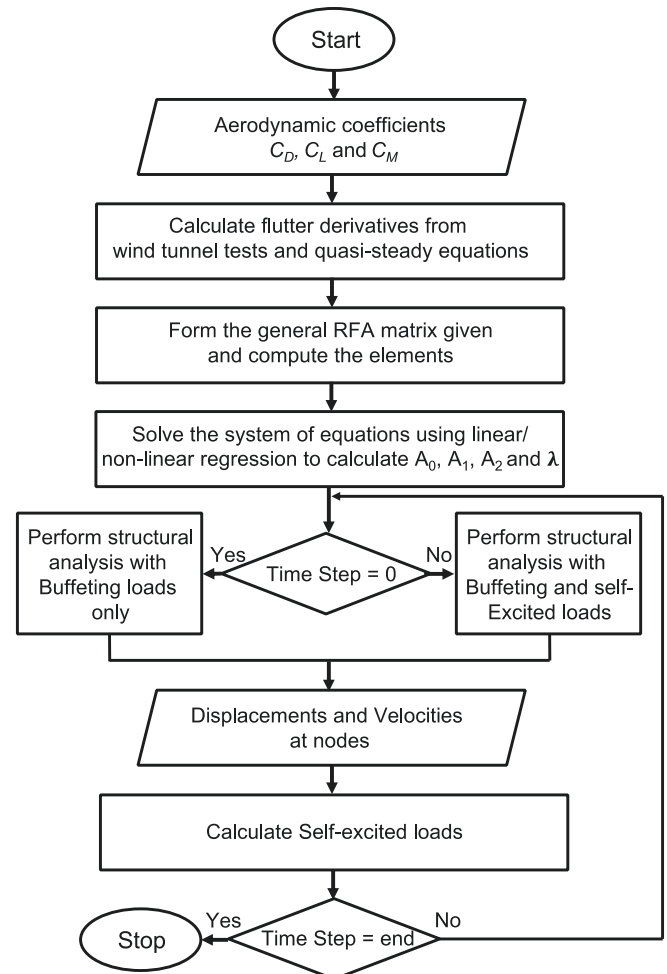 Start
Aerodynamic coefficients
C_D, C_L and C_M
Calculate flutter derivatives from
wind tunnel tests and quasi-steady equations
Form the general RFA matrix given
and compute the elements
Solve the system of equations using linear/
non-linear regression to calculate A₀, A₁, A₂ and λ
Perform structural
analysis with
Buffeting loads
only
Yes
Time Step = 0
No
Perform structural
analysis with
Buffeting and self-
Excited loads
Displacements and Velocities
at nodes
Calculate Self-excited loads
Stop
Yes
Time Step = end
No